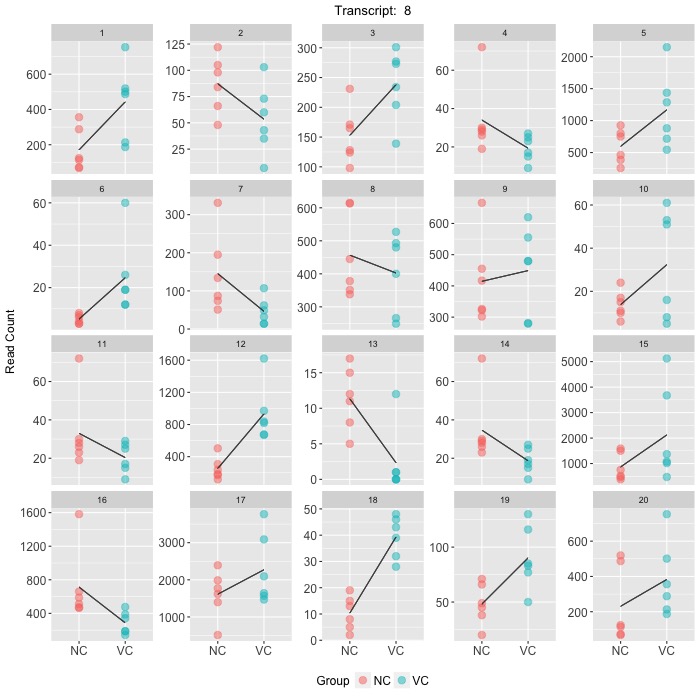 Transcript: 8
1 2 3 4 5
600 125 300 60 2000
400 100 250 40 1500
200 75 200 20 1000
50 150 500
25 100
6 7 8 9 10
60 300 600 600 60
40 200 500 500 40
20 100 400 400 20
0 300 300
11 12 13 14 15
60 1600 15 60 5000
40 1200 10 40 4000
20 800 5 20 3000
400 0 2000
1000
16 17 18 19 20
1600 3000 50 100 600
1200 2000 40 50 400
800 1000 30 200
400 20
10
0
NC VC NC VC NC VC NC VC NC VC
Read Count
Group NC VC